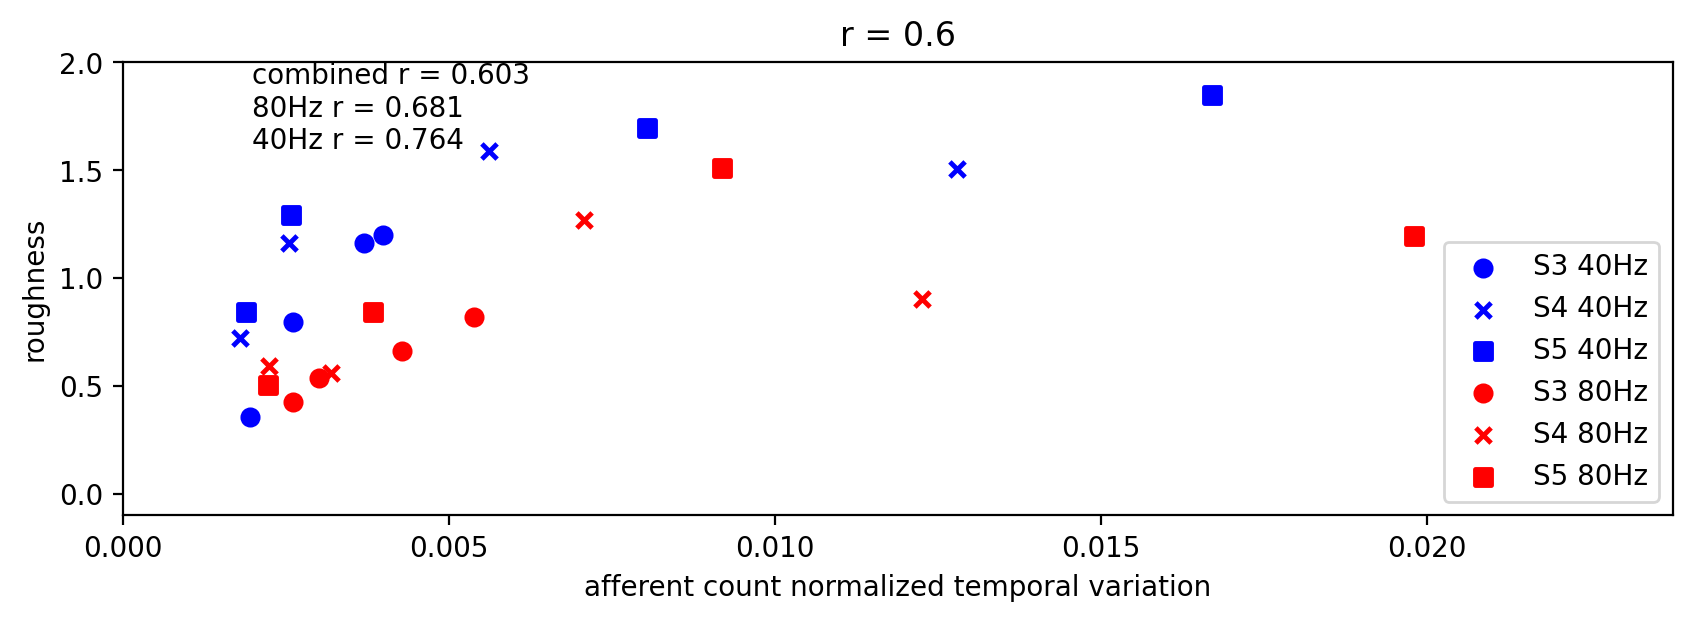 r = 0.6
combined r = 0.603
80Hz r = 0.681
40Hz r = 0.764
2.0
1.5
1.0
0.5
0.0
roughness
S3 40Hz
S4 40Hz
S5 40Hz
S3 80Hz
S4 80Hz
S5 80Hz
0.000 0.005 0.010 0.015 0.020
afferent count normalized temporal variation